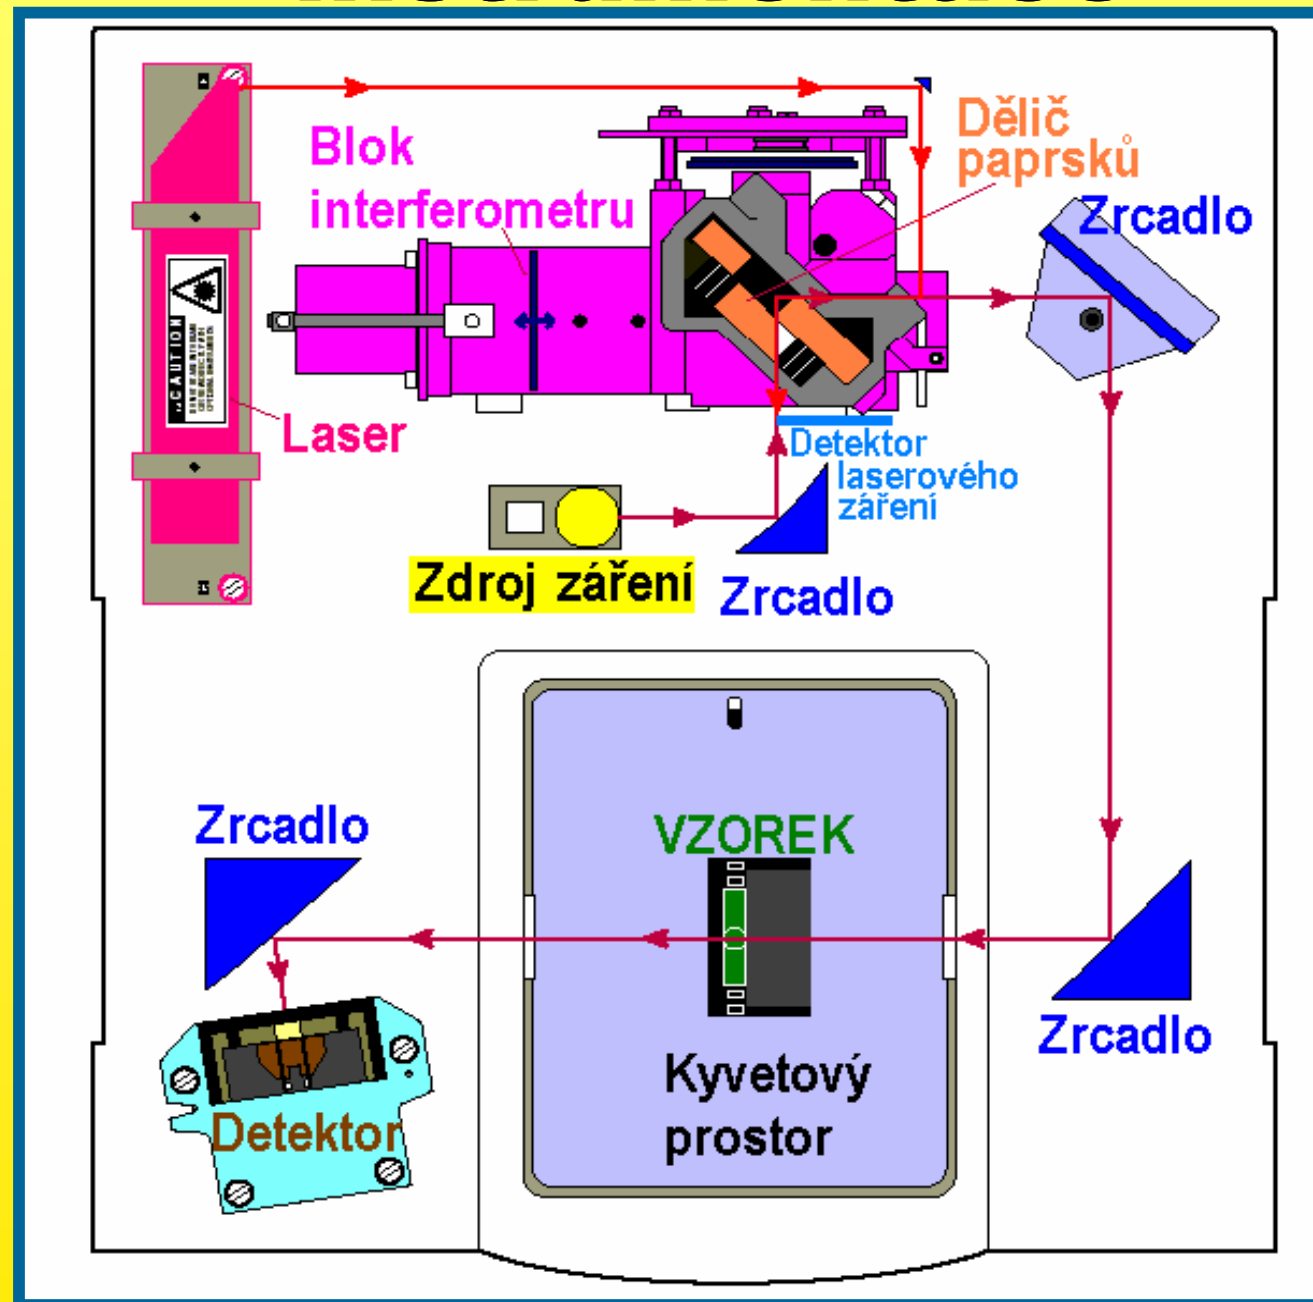 Dělič
paprsků
Blok
interferometru
Zrcadlo
CAUTION
Laser
Detektor
laserového
záření
Zdroj záření
Zrcadlo
Zrcadlo
VZOREK
Zrcadlo
Kyvetový
prostor
Detektor